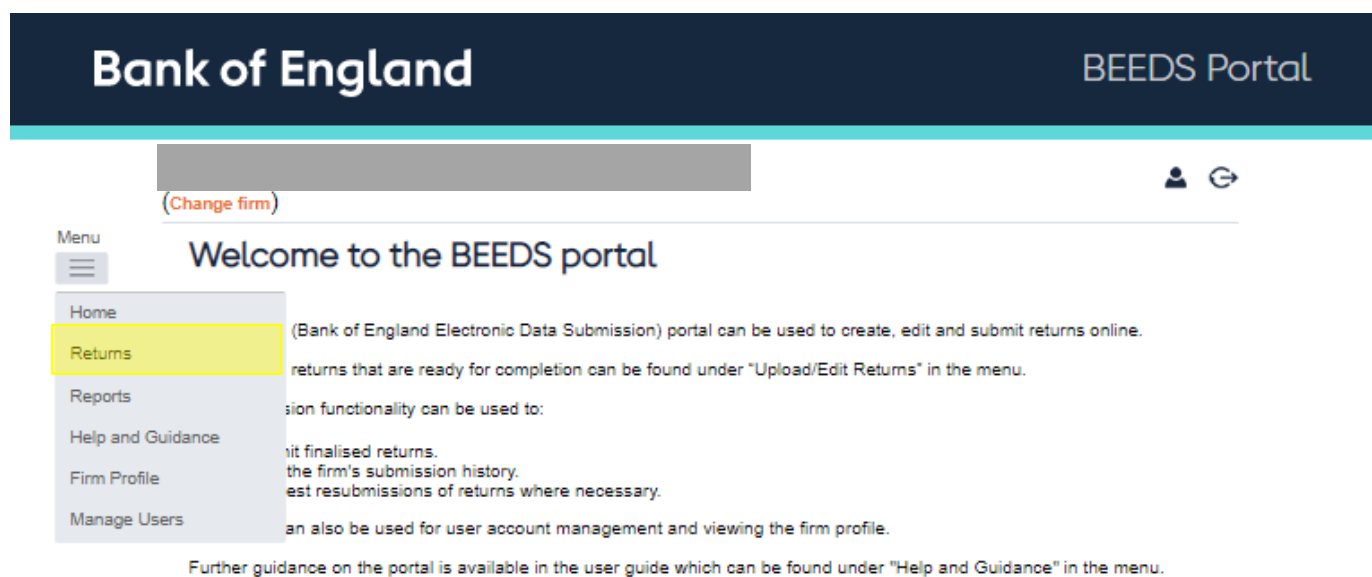 Bank of England
BEEDS Portal
(Change firm)
Menu
Welcome to the BEEDS portal
Home
Returns
Reports
Help and Guidance
Firm Profile
Manage Users
(Bank of England Electronic Data Submission) portal can be used to create, edit and submit returns online.
returns that are ready for completion can be found under "Upload/Edit Returns" in the menu.
sion functionality can be used to:
it finalised returns.
the firm's submission history.
est resubmissions of returns where necessary.
an also be used for user account management and viewing the firm profile.
Further guidance on the portal is available in the user guide which can be found under "Help and Guidance" in the menu.